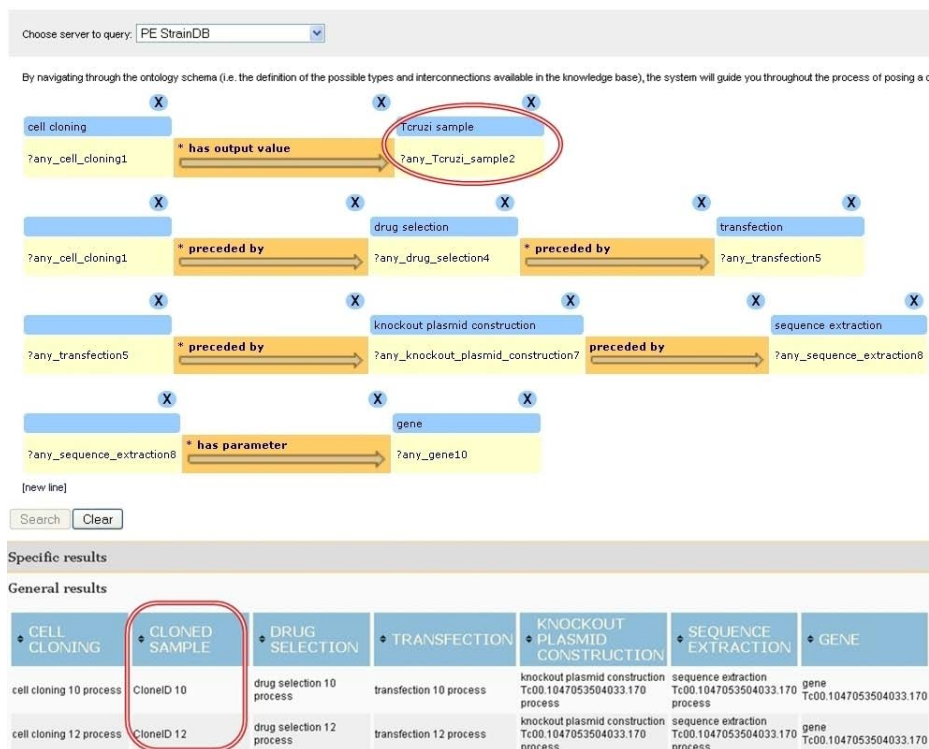 Choose server to query: PE StrainDB
By navigating through the ontology schema (i.e. the definition of the possible types and interconnections available in the knowledge base), the system will guide you throughout the process of posing a
X X X
cell cloning Tcruzi sample
* has output value
?any_cell_cloning1 ?any_Tcruzi_sample2
X X X X X
drug selection transfection
* preceded by * preceded by
?any_cell_cloning1 ?any_drug_selection4 ?any_transfection5
X X X X X
knockout plasmid construction sequence extraction
* preceded by preceded by
?any_transfection5 ?any_knockout_plasmid_construction7 ?any_sequence_extraction8
X X X
gene
* has parameter
?any_sequence_extraction8 ?any_gene10
[new line]
Search Clear
Specific results
General results
CELL CLONING
CLONED SAMPLE
DRUG SELECTION
TRANSFECTION
KNOCKOUT PLASMID CONSTRUCTION
SEQUENCE EXTRACTION
GENE
cell cloning 10 process
CloneID 10
drug selection 10 process
transfection 10 process
knockout plasmid construction Tc00.1047053504033.170 process
sequence extraction Tc00.1047053504033.170 process
gene Tc00.1047053504033.170
cell cloning 12 process
CloneID 12
drug selection 12 process
transfection 12 process
knockout plasmid construction Tc00.1047053504033.170 process
sequence extraction Tc00.1047053504033.170 process
gene Tc00.1047053504033.170